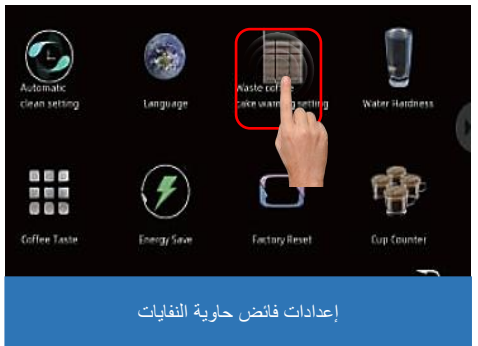 Automatic
clean setting
Language
Waste coffee
cake warning setting
Water Hardness
Coffee Taste
Energy Save
Factory Reset
Cup Counter
إعدادات فائض حاوية النفايات